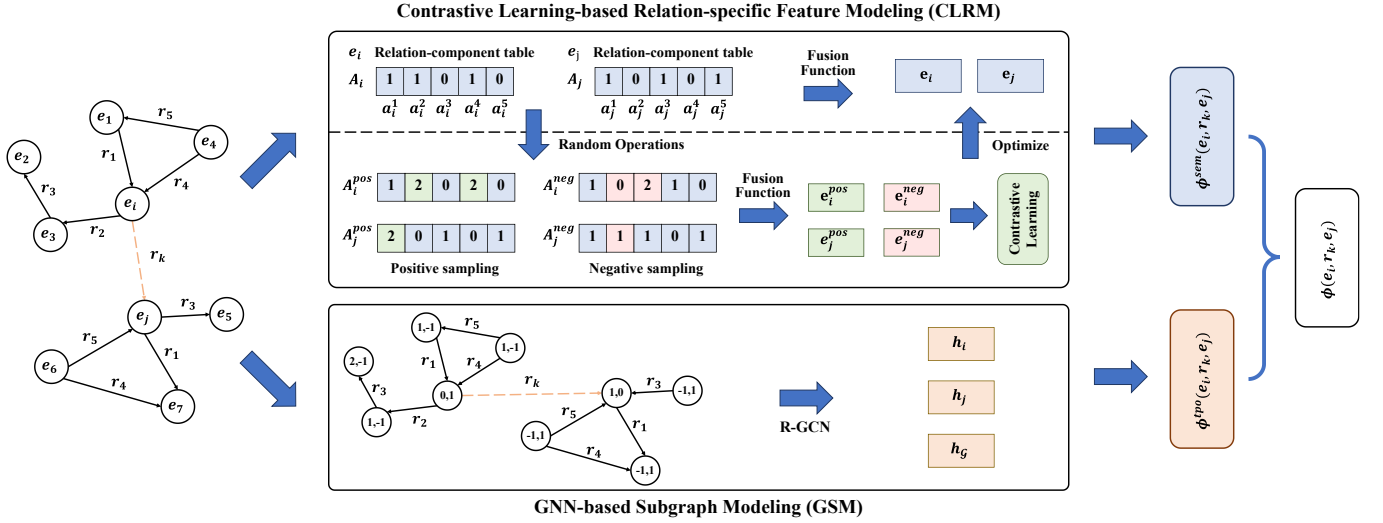 Contrastive Learning-based Relation-specific Feature Modeling (CLRM)
e_i Relation-component table
A_i 1 1 0 1 0
a_i^1 a_i^2 a_i^3 a_i^4 a_i^5
e_j Relation-component table
A_j 1 0 1 0 1
a_j^1 a_j^2 a_j^3 a_j^4 a_j^5
Fusion
Function
e_i e_j
Random Operations
Optimize
A_i^pos 1 2 0 2 0
A_j^pos 2 0 1 0 1
Positive sampling
A_i^neg 1 0 2 1 0
A_j^neg 1 1 1 0 1
Negative sampling
Fusion
Function
e_i^pos e_i^neg
e_j^pos e_j^neg
Contrastive
Learning
e_1
r_5
e_4
e_2
r_1
r_4
r_3
e_i
e_3
r_2
r_k
e_j
r_3
e_5
r_5
r_1
e_6
r_4
e_7
1,-1
r_5
1,-1
2,-1
r_1
r_4
r_3
0,1
r_k
1,-1
r_2
1,0
r_3
-1,1
r_5
r_1
-1,1
r_4
-1,1
R-GCN
h_i
h_j
h_G
GNN-based Subgraph Modeling (GSM)
ϕ^sem(e_i, r_k, e_j)
ϕ^tpo(e_i, r_k, e_j)
ϕ(e_i, r_k, e_j)